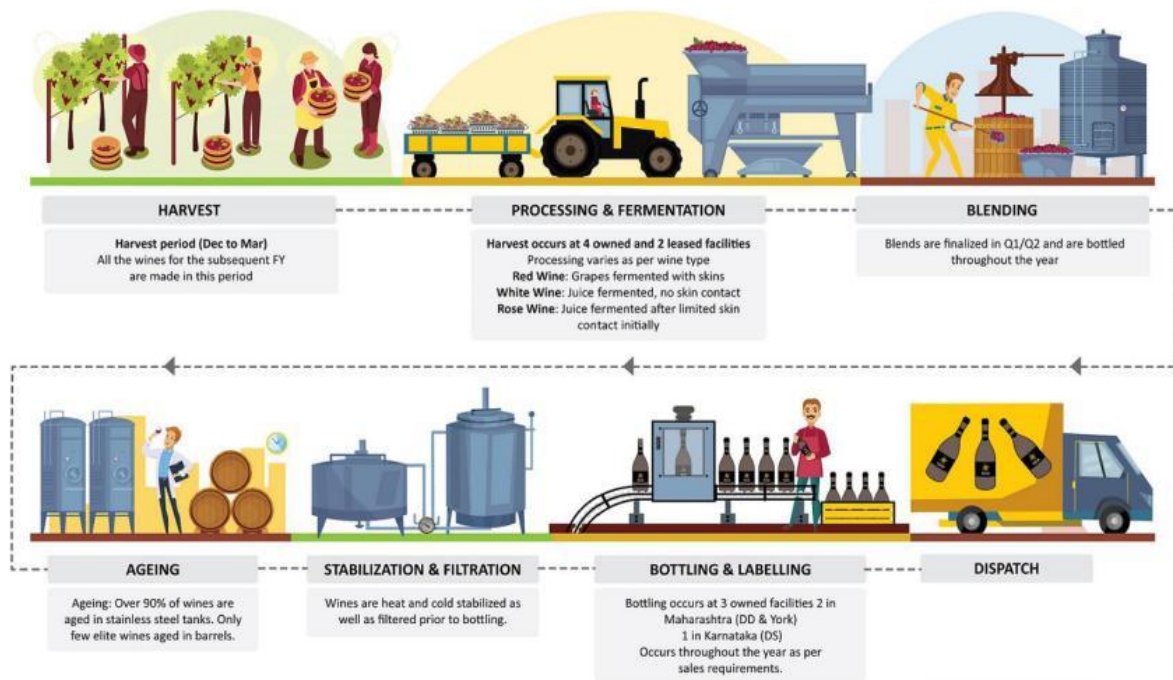 HARVEST
Harvest period (Dec to Mar)
All the wines for the subsequent FY
are made in this period
PROCESSING & FERMENTATION
Harvest occurs at 4 owned and 2 leased facilities
Processing varies as per wine type
Red Wine: Grapes fermented with skins
White Wine: Juice fermented, no skin contact
Rose Wine: Juice fermented after limited skin
contact initially
BLENDING
Blends are finalized in Q1/Q2 and are bottled
throughout the year
AGEING
Ageing: Over 90% of wines are
aged in stainless steel tanks. Only
few elite wines aged in barrels.
STABILIZATION & FILTRATION
Wines are heat and cold stabilized as
well as filtered prior to bottling.
BOTTLING & LABELLING
Bottling occurs at 3 owned facilities 2 in
Maharashtra (DD & York)
1 in Karnataka (DS)
Occurs throughout the year as per
sales requirements.
DISPATCH